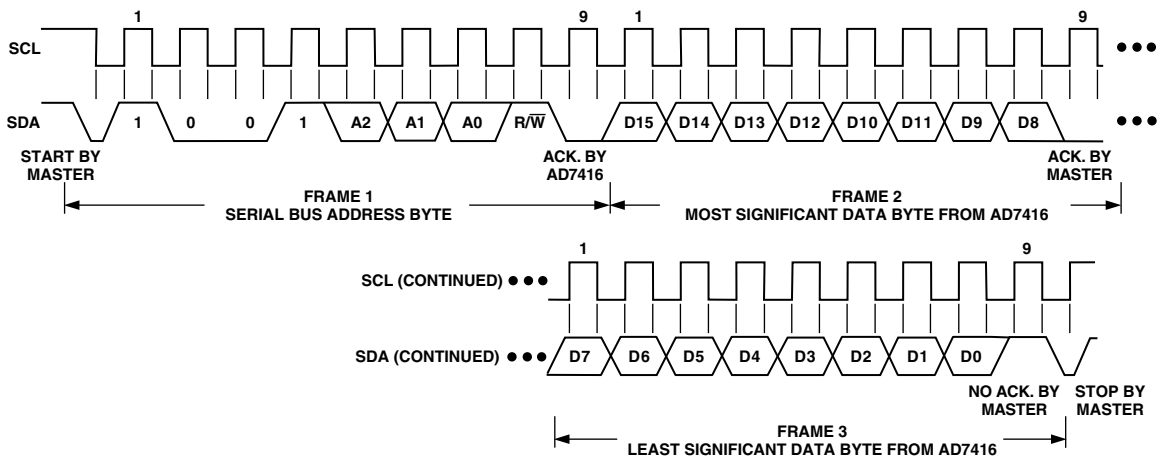 1 9 1 9
SCL
SDA 1 0 0 1 A2 A1 A0 R/W̅ D15 D14 D13 D12 D10 D11 D9 D8
START BY
MASTER
ACK. BY
AD7416
ACK. BY
MASTER
FRAME 1
SERIAL BUS ADDRESS BYTE
FRAME 2
MOST SIGNIFICANT DATA BYTE FROM AD7416
1 9
SCL (CONTINUED)
SDA (CONTINUED) D7 D6 D5 D4 D3 D2 D1 D0
NO ACK. BY
MASTER
STOP BY
MASTER
FRAME 3
LEAST SIGNIFICANT DATA BYTE FROM AD7416